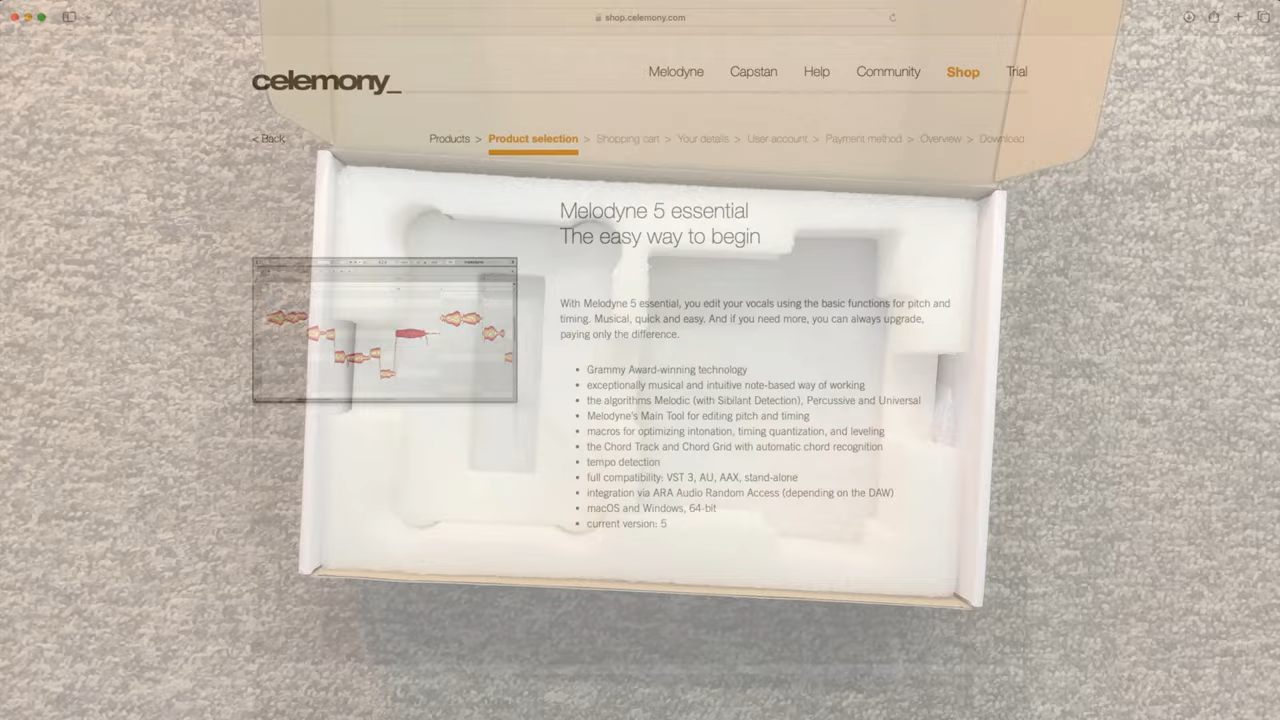 shop.celemony.com
celemony_
Melodyne Capstan Help Community Shop Trial
< Back
Products > Product selection > Shopping cart > Your details > User account > Payment method > Overview > Download
Melodyne 5 essential
The easy way to begin
With Melodyne 5 essential, you edit your vocals using the basic functions for pitch and
timing. Musical, quick and easy. And if you need more, you can always upgrade,
paying only the difference.
• Grammy Award-winning technology
• exceptionally musical and intuitive note-based way of working
• the algorithms Melodic (with Sibilant Detection), Percussive and Universal
• Melodyne's Main Tool for editing pitch and timing
• macros for optimizing intonation, timing quantization, and leveling
• the Chord Track and Chord Grid with automatic chord recognition
• tempo detection
• full compatibility: VST 3, AU, AAX, stand-alone
• integration via ARA Audio Random Access (depending on the DAW)
• macOS and Windows, 64-bit
• current version: 5